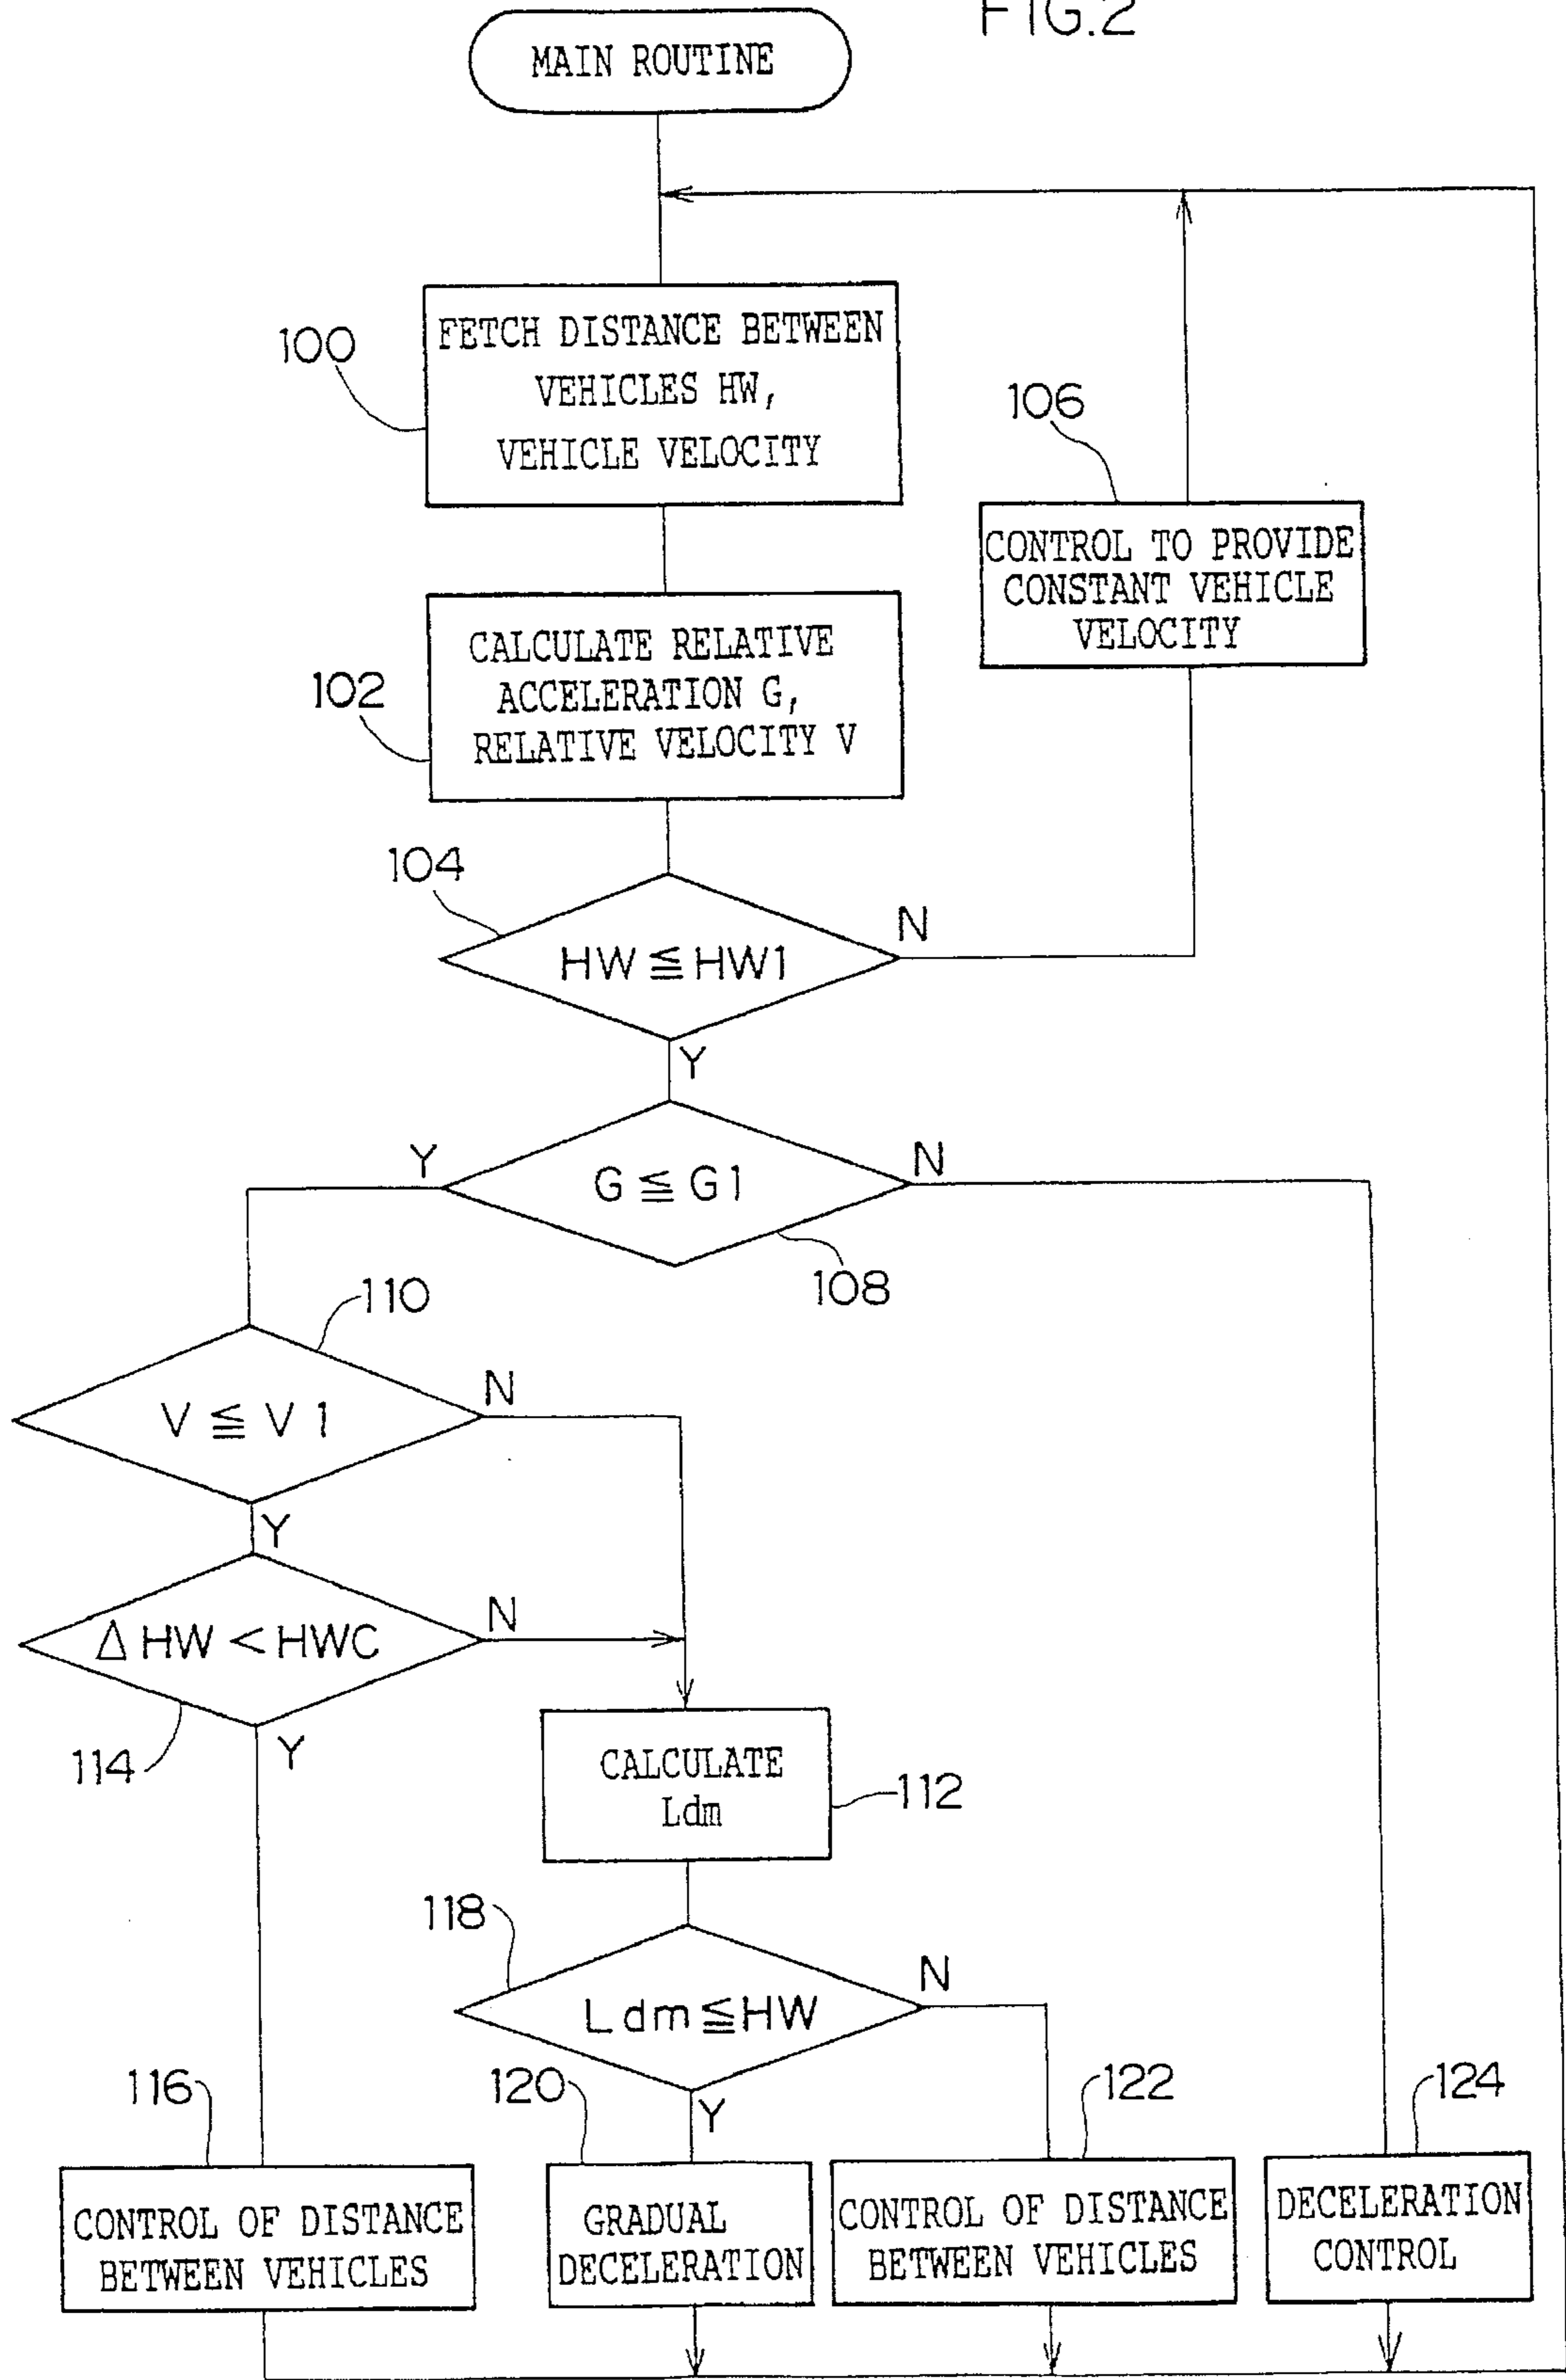 FIG.2
MAIN ROUTINE
100
FETCH DISTANCE BETWEEN
VEHICLES HW,
VEHICLE VELOCITY
106
CONTROL TO PROVIDE
CONSTANT VEHICLE
VELOCITY
102
CALCULATE RELATIVE
ACCELERATION G,
RELATIVE VELOCITY V
104
HW ≦ HW1
N
Y
Y
G ≦ G1
N
108
110
V ≦ V1
N
Y
ΔHW < HWC
N
114
Y
CALCULATE
Ldm
112
118
Ldm ≦ HW
N
Y
116
120
122
124
CONTROL OF DISTANCE
BETWEEN VEHICLES
GRADUAL
DECELERATION
CONTROL OF DISTANCE
BETWEEN VEHICLES
DECELERATION
CONTROL